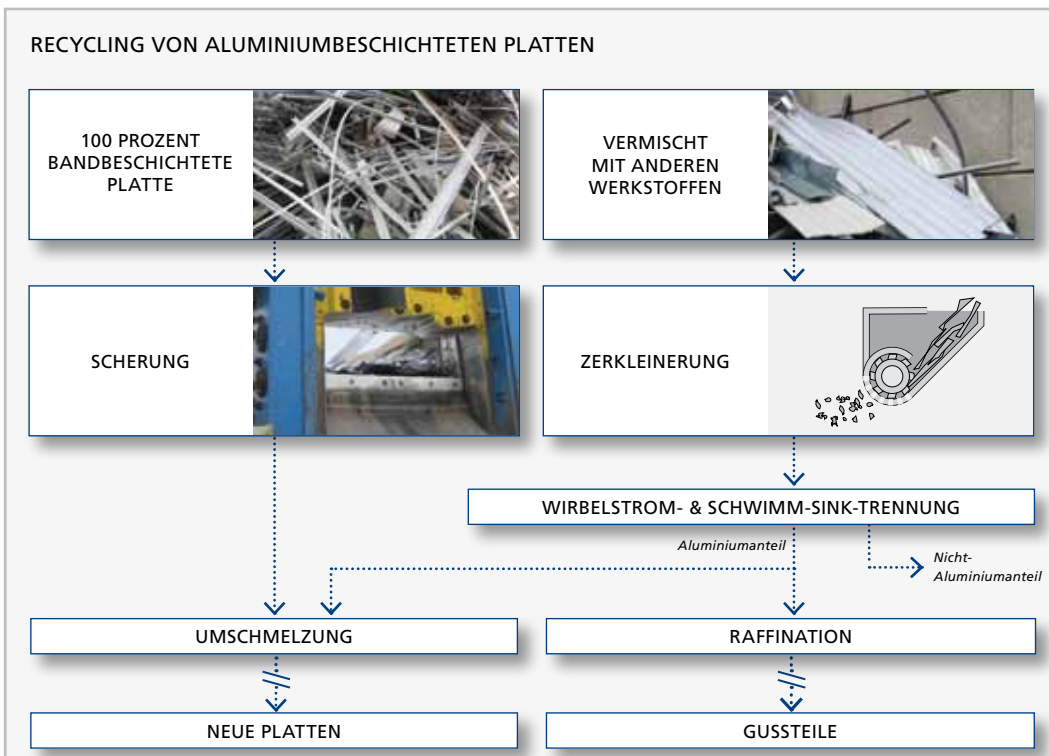 RECYCLING VON ALUMINIUMBESCHICHTETEN PLATTEN
100 PROZENT
BANDBESCHICHTETE
PLATTE
VERMISCHT
MIT ANDEREN
WERKSTOFFEN
SCHERUNG
ZERKLEINERUNG
WIRBELSTROM- & SCHWIMM-SINK-TRENNUNG
Aluminiumanteil
Nicht-
Aluminiumanteil
UMSCHMELZUNG
RAFFINATION
NEUE PLATTEN
GUSSTEILE